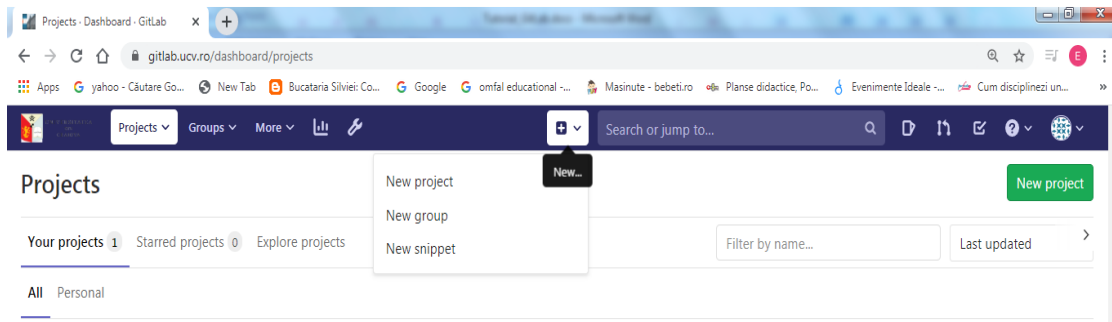 Projects · Dashboard · GitLab
gitlab.ucv.ro/dashboard/projects
E
Apps yahoo - Căutare Go... New Tab Bucataria Silviei: Co... Google omfal educational -... Masinute - bebeti.ro Planse didactice, Po... Evenimente Ideale -... Cum disciplinezi un... »
Projects Groups More Search or jump to...
New...
Projects New project
New project
New group
New snippet
Your projects 1 Starred projects 0 Explore projects Filter by name... Last updated
All Personal